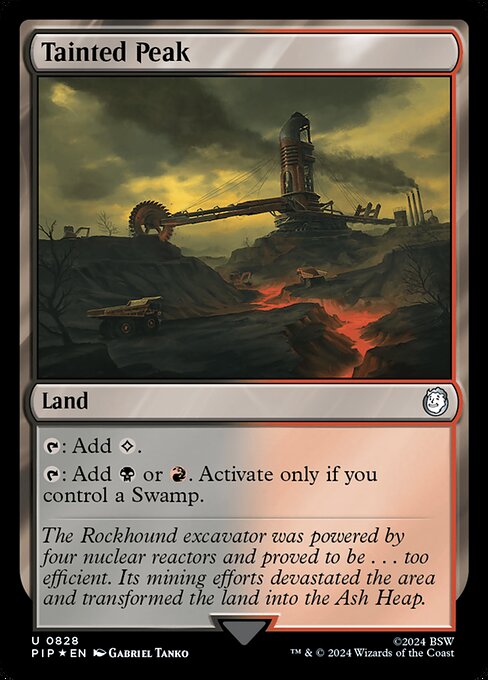 Tainted Peak
Land
: Add .
: Add or . Activate only if you
control a Swamp.
The Rockhound excavator was powered by
four nuclear reactors and proved to be . . . too
efficient. Its mining efforts devastated the area
and transformed the land into the Ash Heap.
U 0828
PIP ★ EN Gabriel Tanko
©2024 BSW
™ & © 2024 Wizards of the Coast